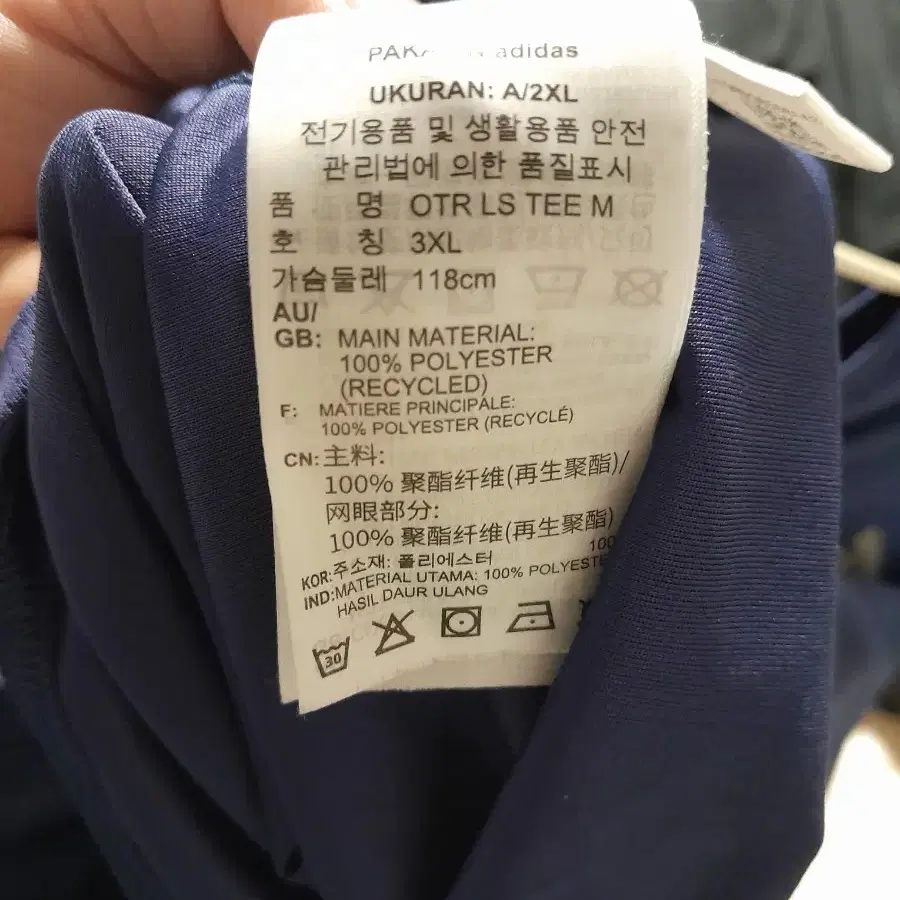 adidas
UKURAN: A/2XL
전기용품 및 생활용품 안전
관리법에 의한 품질표시
품 명 OTR LS TEE M
호 칭 3XL
가슴둘레 118cm
AU/
GB: MAIN MATERIAL:
100% POLYESTER
(RECYCLED)
F: MATIERE PRINCIPALE:
100% POLYESTER (RECYCLÉ)
CN: 主料:
100% 聚酯纤维(再生聚酯)/
网眼部分:
100% 聚酯纤维(再生聚酯)
KOR: 주소재: 폴리에스터 100
IND: MATERIAL UTAMA: 100% POLYESTE
HASIL DAUR ULANG
30